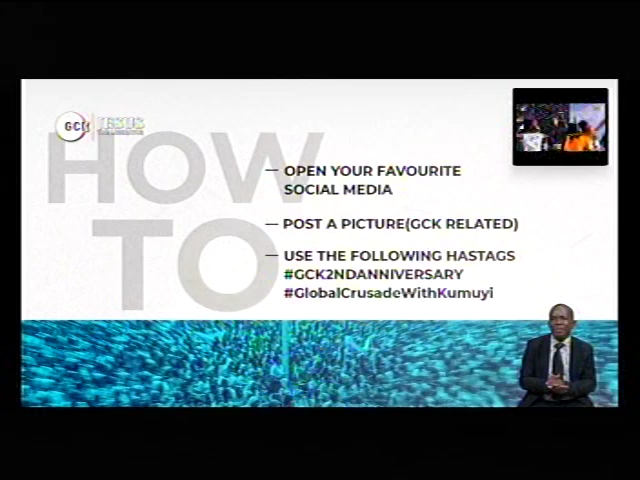 GCK
JESUS
HOW
TO
— OPEN YOUR FAVOURITE
SOCIAL MEDIA
— POST A PICTURE(GCK RELATED)
— USE THE FOLLOWING HASTAGS
#GCK2NDANNIVERSARY
#GlobalCrusadeWithKumuyi